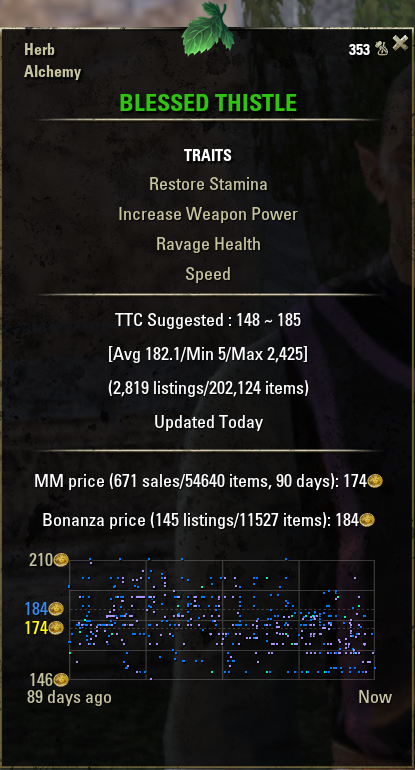 Herb
353
Alchemy
BLESSED THISTLE
TRAITS
Restore Stamina
Increase Weapon Power
Ravage Health
Speed
TTC Suggested : 148 ~ 185
[Avg 182.1/Min 5/Max 2,425]
(2,819 listings/202,124 items)
Updated Today
MM price (671 sales/54640 items, 90 days): 174
Bonanza price (145 listings/11527 items): 184
210
184
174
146
89 days ago
Now